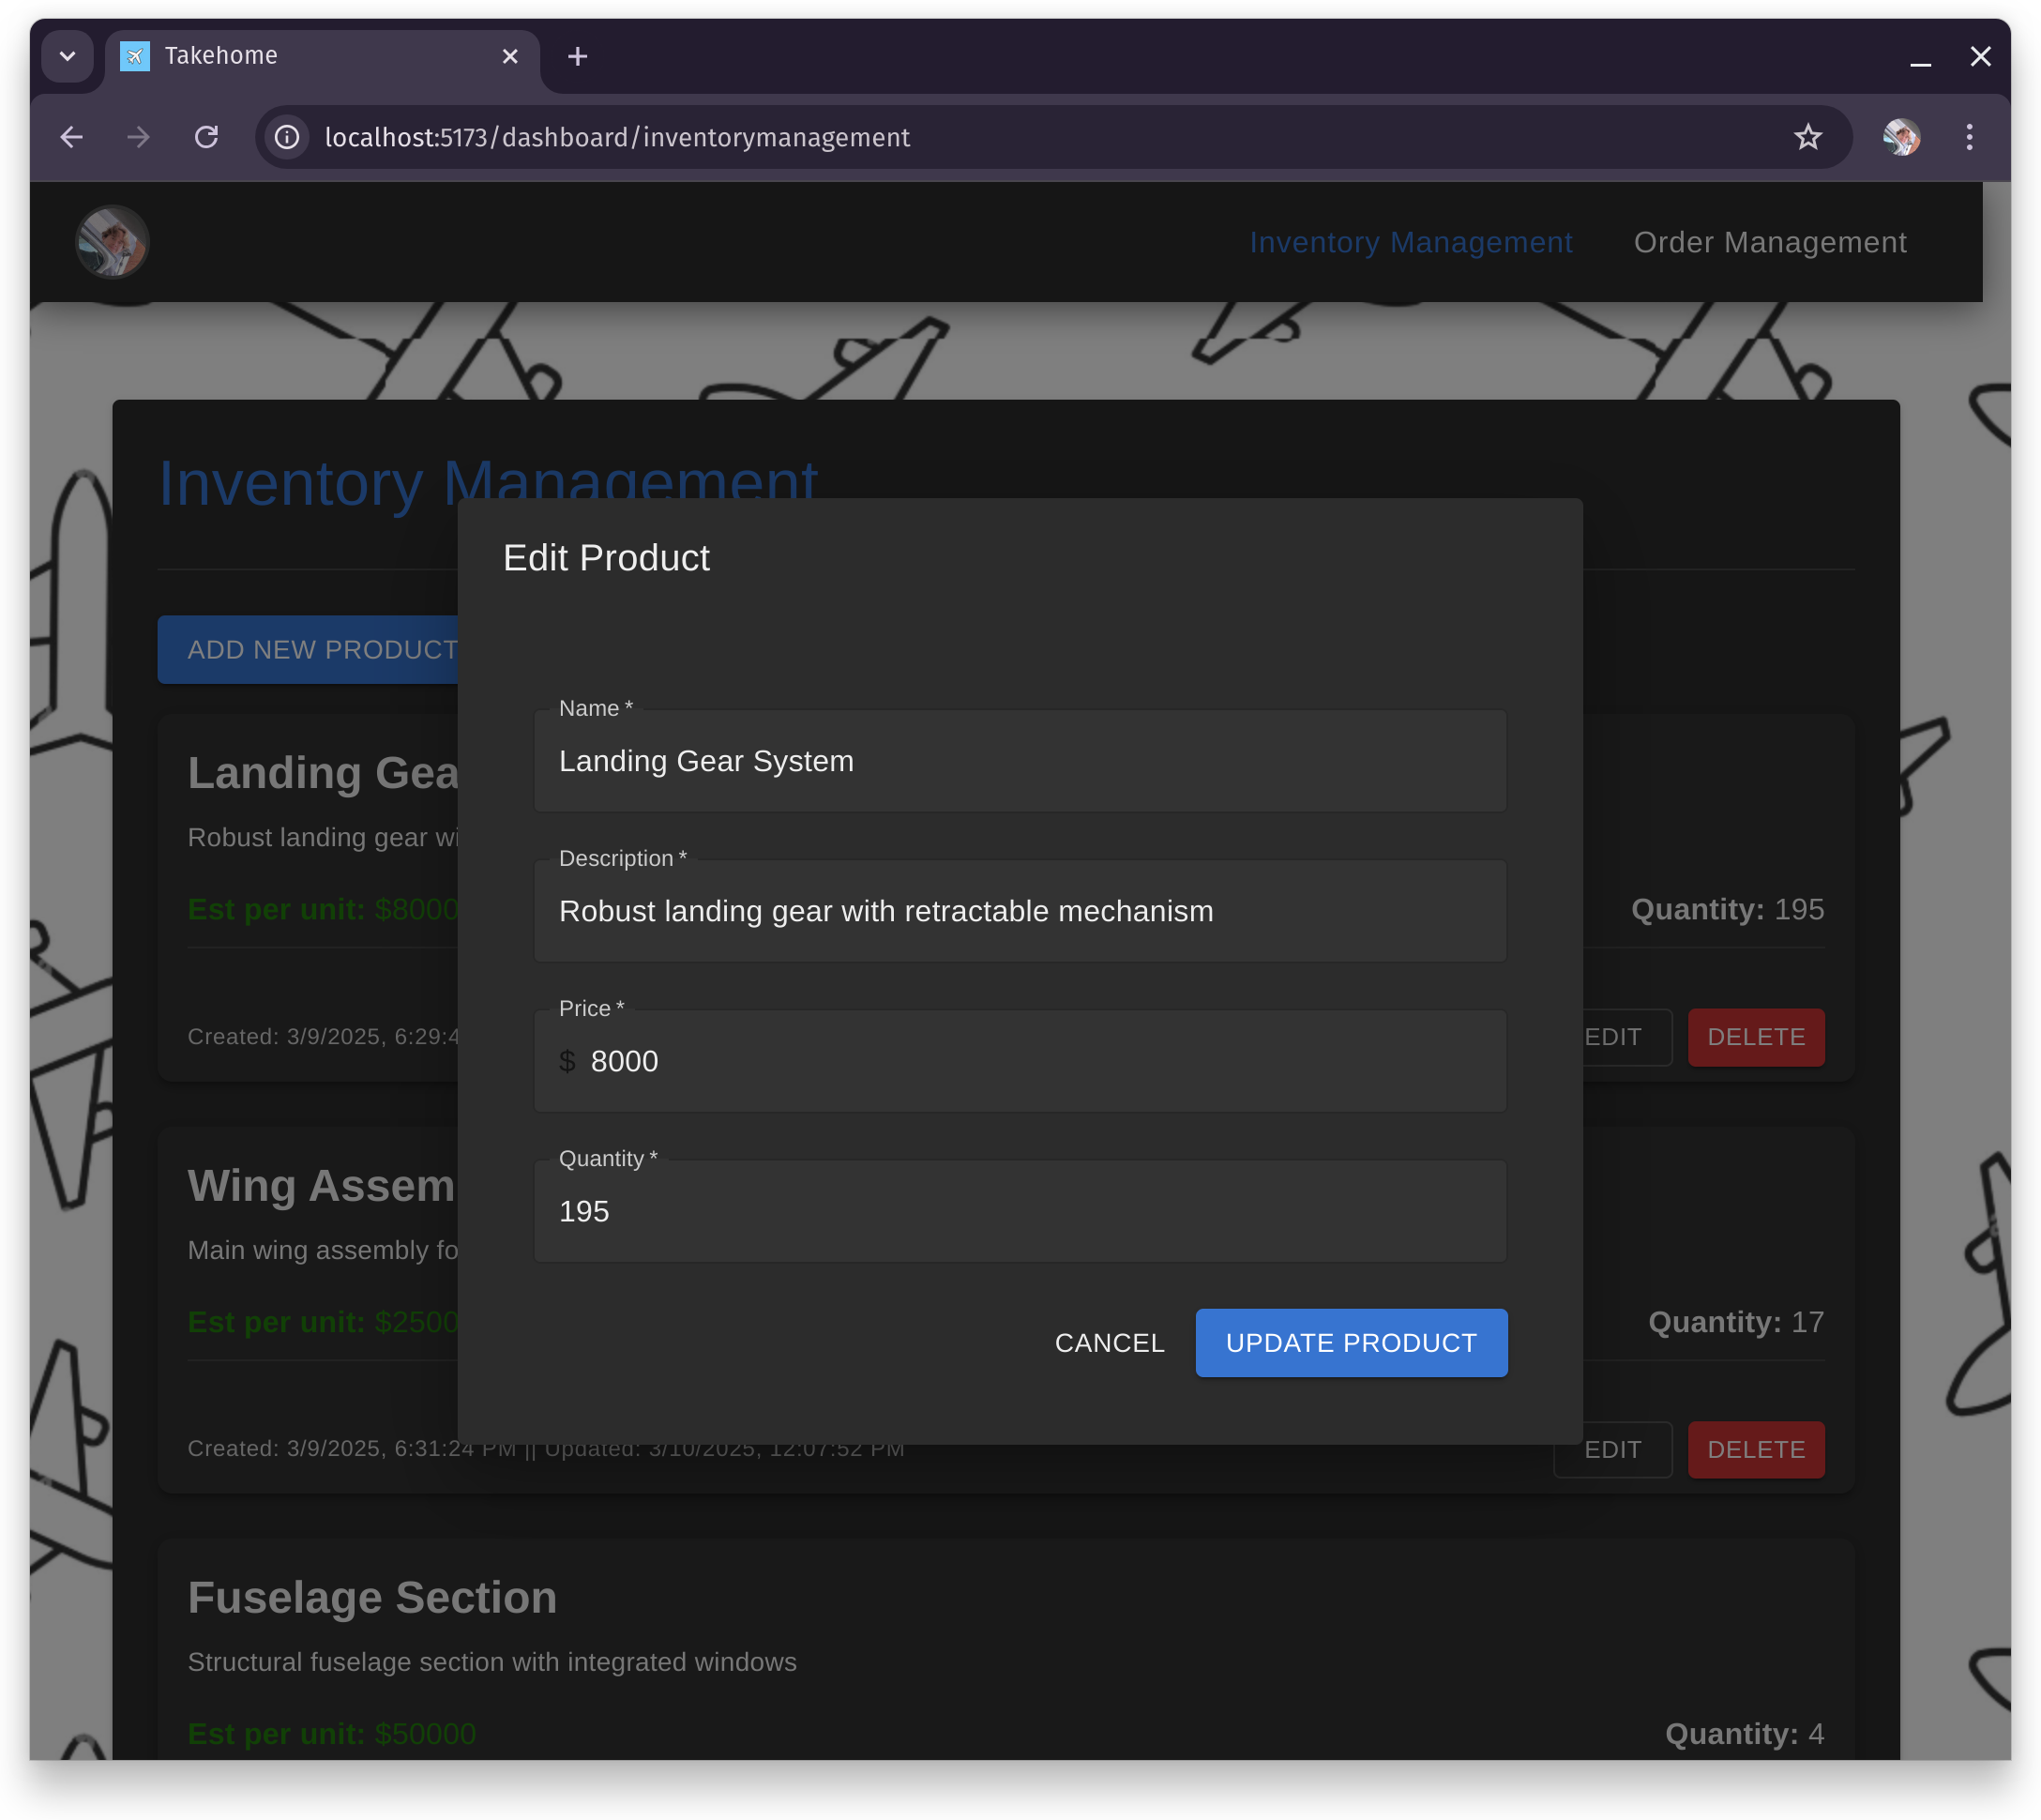 Takehome
localhost:5173/dashboard/inventorymanagement
Inventory Management Order Management
Inventory Management
Edit Product
ADD NEW PRODUCT
Name *
Landing Gea
Landing Gear System
Robust landing gear wi
Description *
Robust landing gear with retractable mechanism
Est per unit: $8000
Quantity: 195
Price *
$ 8000
Created: 3/9/2025, 6:29:4
EDIT DELETE
Quantity *
195
Wing Assem
Main wing assembly fo
Est per unit: $2500
Quantity: 17
CANCEL UPDATE PRODUCT
Created: 3/9/2025, 6:31:24 PM || Updated: 3/10/2025, 12:07:52 PM
EDIT DELETE
Fuselage Section
Structural fuselage section with integrated windows
Est per unit: $50000
Quantity: 4